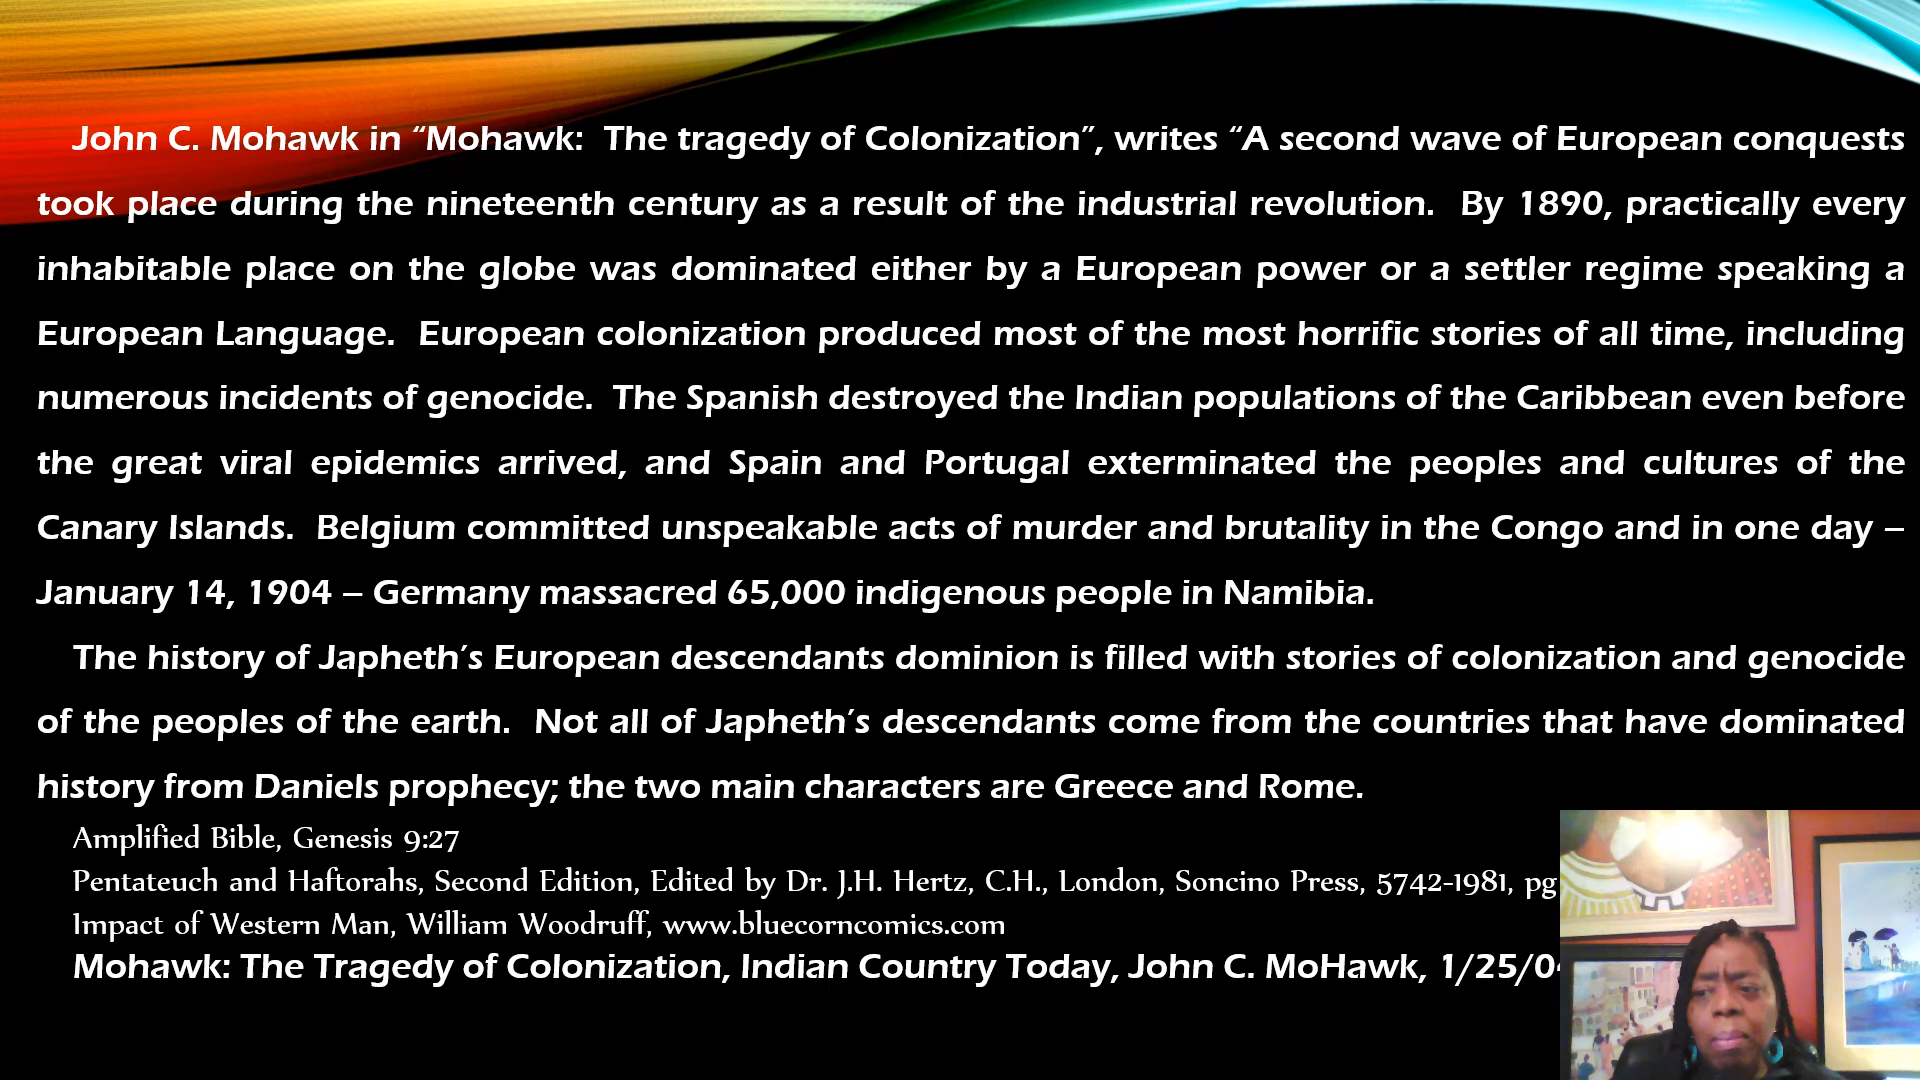 John C. Mohawk in “Mohawk:  The tragedy of Colonization”, writes “A second wave of European conquests
took place during the nineteenth century as a result of the industrial revolution.  By 1890, practically every
inhabitable place on the globe was dominated either by a European power or a settler regime speaking a
European Language.  European colonization produced most of the most horrific stories of all time, including
numerous incidents of genocide.  The Spanish destroyed the Indian populations of the Caribbean even before
the great viral epidemics arrived, and Spain and Portugal exterminated the peoples and cultures of the
Canary Islands.  Belgium committed unspeakable acts of murder and brutality in the Congo and in one day –
January 14, 1904 – Germany massacred 65,000 indigenous people in Namibia.
The history of Japheth’s European descendants dominion is filled with stories of colonization and genocide
of the peoples of the earth.  Not all of Japheth’s descendants come from the countries that have dominated
history from Daniels prophecy; the two main characters are Greece and Rome.
Amplified Bible, Genesis 9:27
Pentateuch and Haftorahs, Second Edition, Edited by Dr. J.H. Hertz, C.H., London, Soncino Press, 5742-1981, pg
Impact of Western Man, William Woodruff, www.bluecorncomics.com
Mohawk: The Tragedy of Colonization, Indian Country Today, John C. MoHawk,